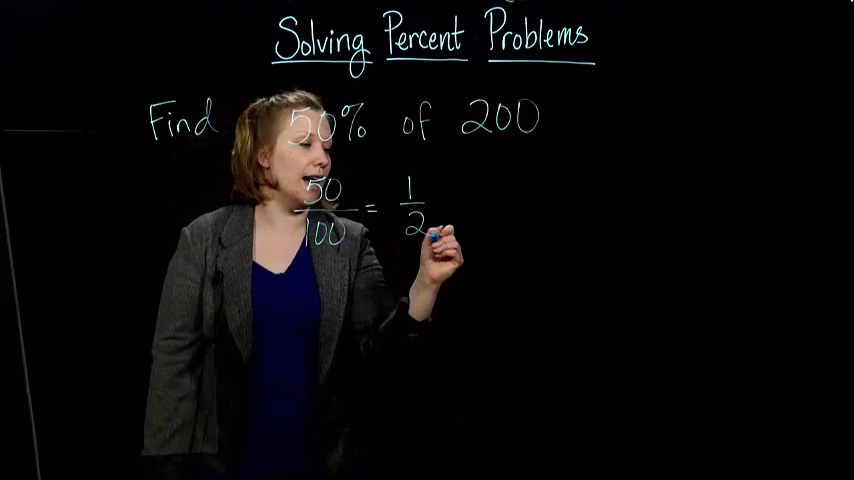 Solving Percent Problems
Find 50% of 200
50/100 = 1/2